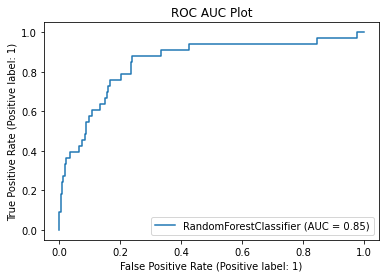 ROC AUC Plot
True Positive Rate (Positive label: 1)
1.0
0.8
0.6
0.4
0.2
0.0
RandomForestClassifier (AUC = 0.85)
0.0 0.2 0.4 0.6 0.8 1.0
False Positive Rate (Positive label: 1)